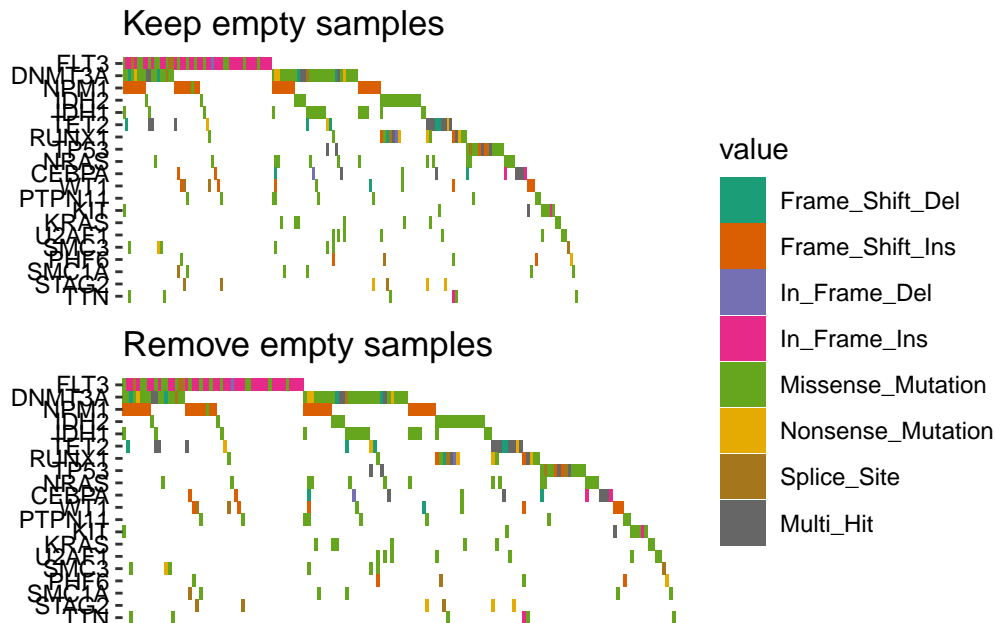 Keep empty samples
FLT3
DNMT3A
NPM1
IDH2
IDH1
TET2
RUNX1
TP53
NRAS
CEBPA
WT1
PTPN11
KIT
KRAS
U2AF1
SMC3
PHF6
SMC1A
STAG2
TTN
Remove empty samples
FLT3
DNMT3A
NPM1
IDH2
IDH1
TET2
RUNX1
TP53
NRAS
CEBPA
WT1
PTPN11
KIT
KRAS
U2AF1
SMC3
PHF6
SMC1A
STAG2
TTN
value
Frame_Shift_Del
Frame_Shift_Ins
In_Frame_Del
In_Frame_Ins
Missense_Mutation
Nonsense_Mutation
Splice_Site
Multi_Hit